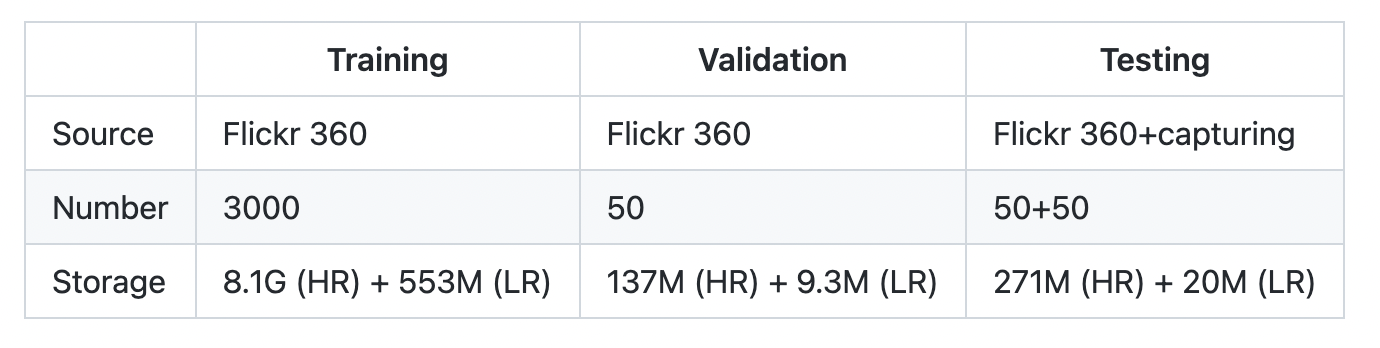 Training Validation Testing
Source Flickr 360 Flickr 360 Flickr 360+capturing
Number 3000 50 50+50
Storage 8.1G (HR) + 553M (LR) 137M (HR) + 9.3M (LR) 271M (HR) + 20M (LR)